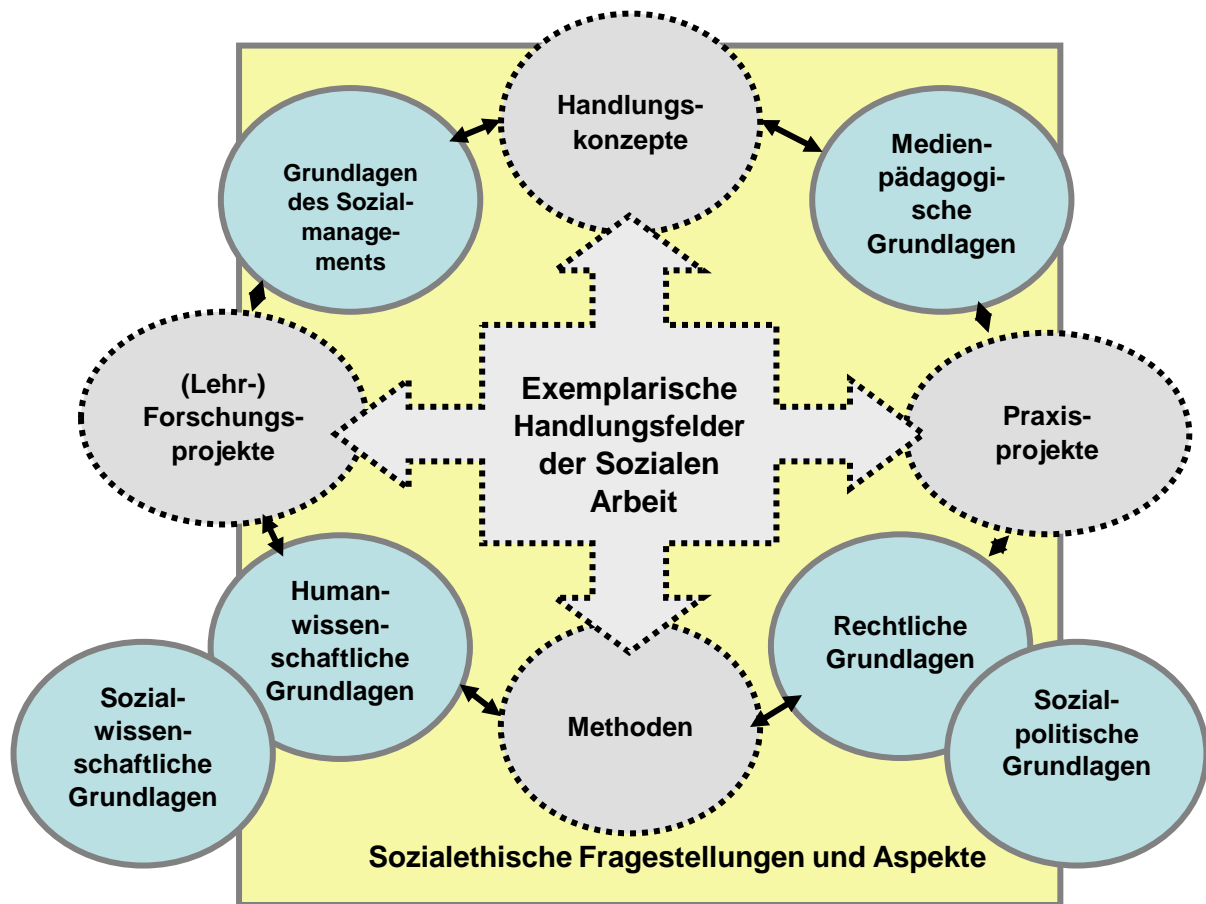 Handlungs-
konzepte
Grundlagen
des Sozial-
manage-
ments
Medien-
pädagogi-
sche
Grundlagen
(Lehr-)
Forschungs-
projekte
Exemplarische
Handlungsfelder
der Sozialen
Arbeit
Praxis-
projekte
Human-
wissen-
schaftliche
Grundlagen
Rechtliche
Grundlagen
Sozial-
wissen-
schaftliche
Grundlagen
Methoden
Sozial-
politische
Grundlagen
Sozialethische Fragestellungen und Aspekte